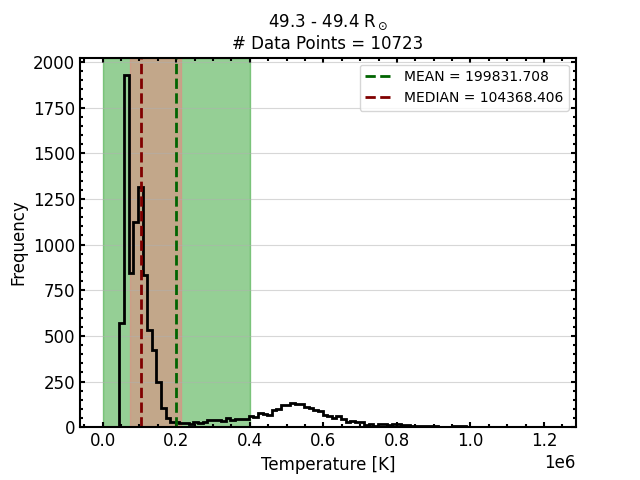 49.3 - 49.4 R⊙
# Data Points = 10723
MEAN = 199831.708
MEDIAN = 104368.406
Frequency
2000
1750
1500
1250
1000
750
500
250
0
0.0 0.2 0.4 0.6 0.8 1.0 1.2
1e6
Temperature [K]